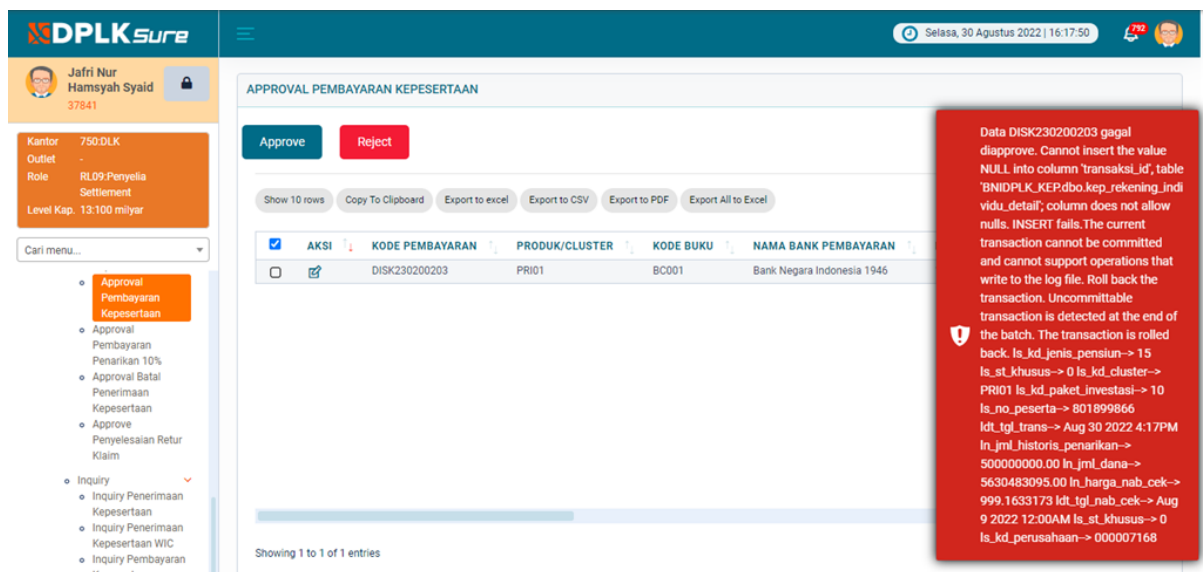 DPLKsure
Selasa, 30 Agustus 2022 | 16:17:50
792
Jafri Nur
Hamsyah Syaid
37841
Kantor 750:DLK
Outlet -
Role RL09:Penyelia
Settlement
Level Kap. 13:100 milyar
Cari menu...
Approval
Pembayaran
Kepesertaan
Approval
Pembayaran
Penarikan 10%
Approval Batal
Penerimaan
Kepesertaan
Approve
Penyelesaian Retur
Klaim
Inquiry
Inquiry Penerimaan
Kepesertaan
Inquiry Penerimaan
Kepesertaan WIC
Inquiry Pembayaran
APPROVAL PEMBAYARAN KEPESERTAAN
Approve Reject
Show 10 rows Copy To Clipboard Export to excel Export to CSV Export to PDF Export All to Excel
AKSI KODE PEMBAYARAN PRODUK/CLUSTER KODE BUKU NAMA BANK PEMBAYARAN
DISK230200203 PRI01 BC001 Bank Negara Indonesia 1946
Showing 1 to 1 of 1 entries
Data DISK230200203 gagal
diapprove. Cannot insert the value
NULL into column 'transaksi_id', table
'BNIDPLK_KEP.dbo.kep_rekening_indi
vidu_detail'; column does not allow
nulls. INSERT fails.The current
transaction cannot be committed
and cannot support operations that
write to the log file. Roll back the
transaction. Uncommittable
transaction is detected at the end of
the batch. The transaction is rolled
back. ls_kd_jenis_pensiun--> 15
ls_st_khusus--> 0 ls_kd_cluster-->
PRI01 ls_kd_paket_investasi--> 10
ls_no_peserta--> 801899866
ldt_tgl_trans--> Aug 30 2022 4:17PM
ln_jml_historis_penarikan-->
500000000.00 ln_jml_dana-->
5630483095.00 ln_harga_nab_cek-->
999.1633173 ldt_tgl_nab_cek--> Aug
9 2022 12:00AM ls_st_khusus--> 0
ls_kd_perusahaan--> 000007168